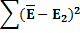 ∑(E̅ − E₂)²